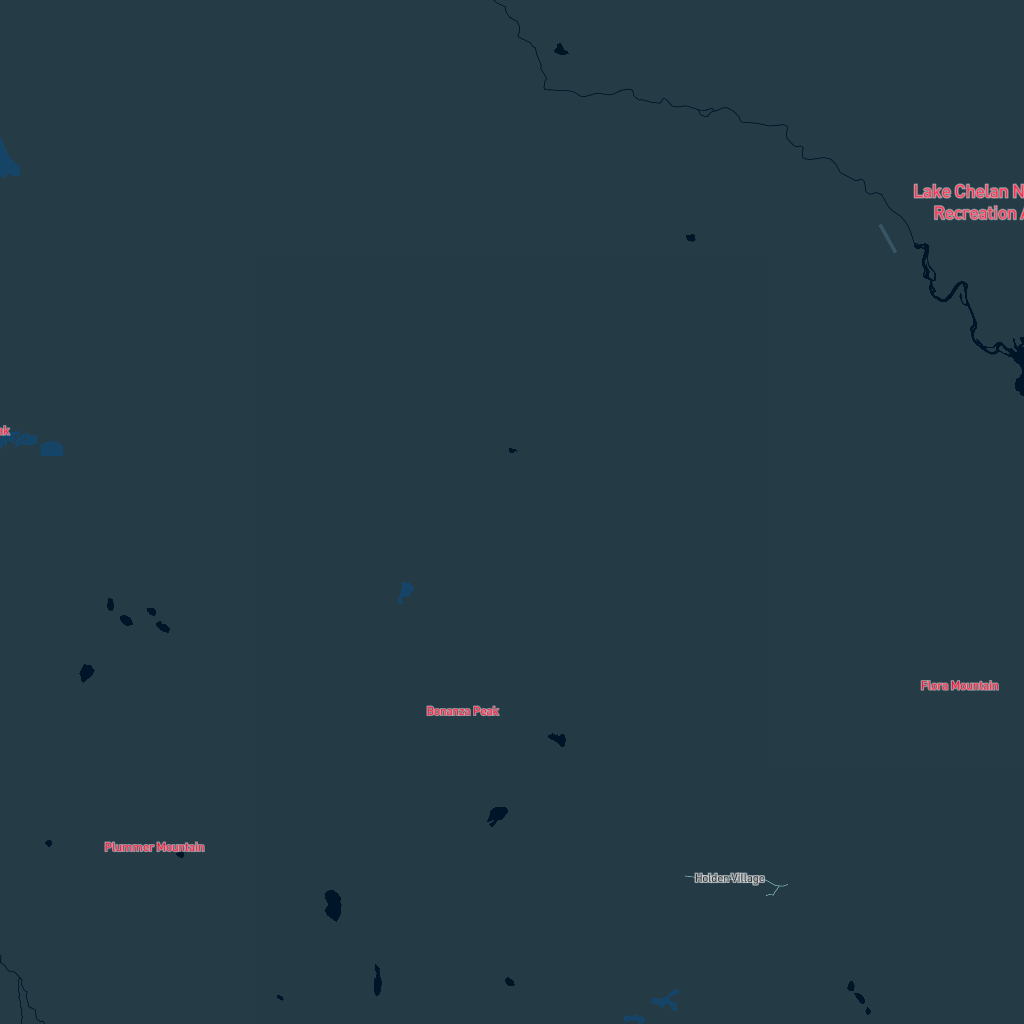 Lake Chelan N
Recreation A
Flora Mountain
Bonanza Peak
Plummer Mountain
Holden Village